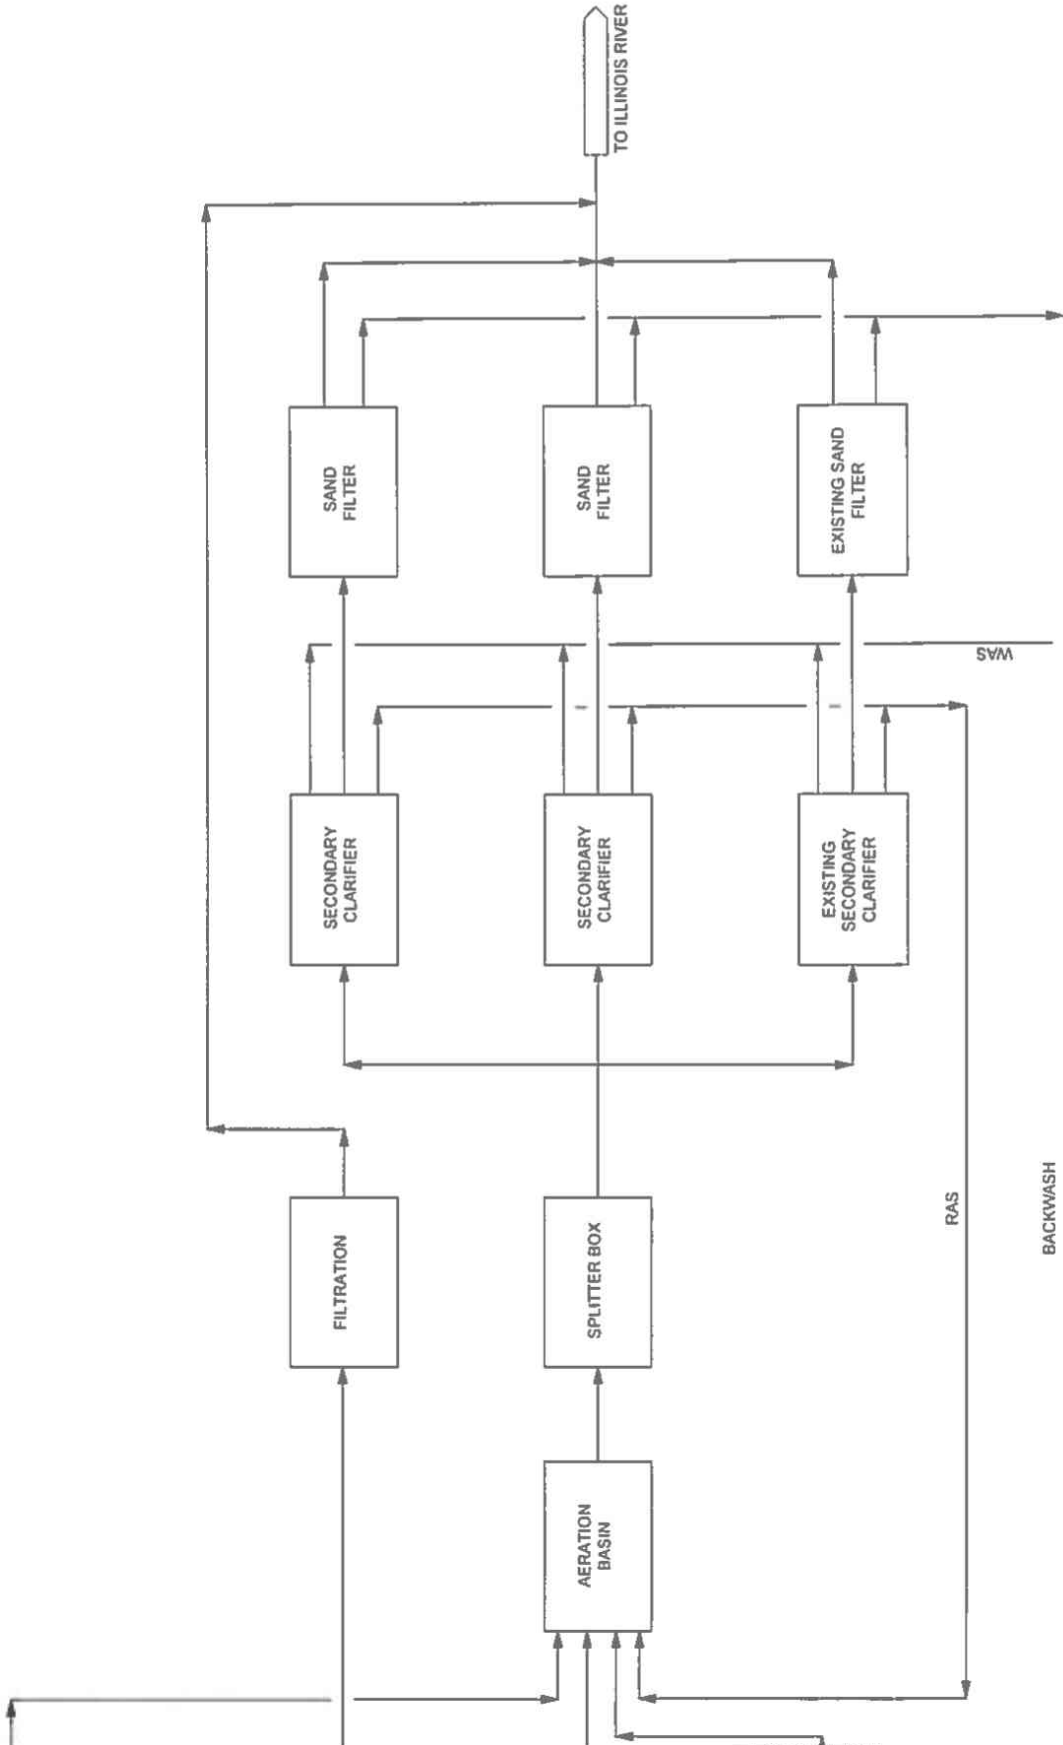 TO ILLINOIS RIVER
SAND
FILTER
SAND
FILTER
EXISTING SAND
FILTER
WAS
SECONDARY
CLARIFIER
SECONDARY
CLARIFIER
EXISTING
SECONDARY
CLARIFIER
FILTRATION
SPLITTER BOX
RAS
BACKWASH
AERATION
BASIN